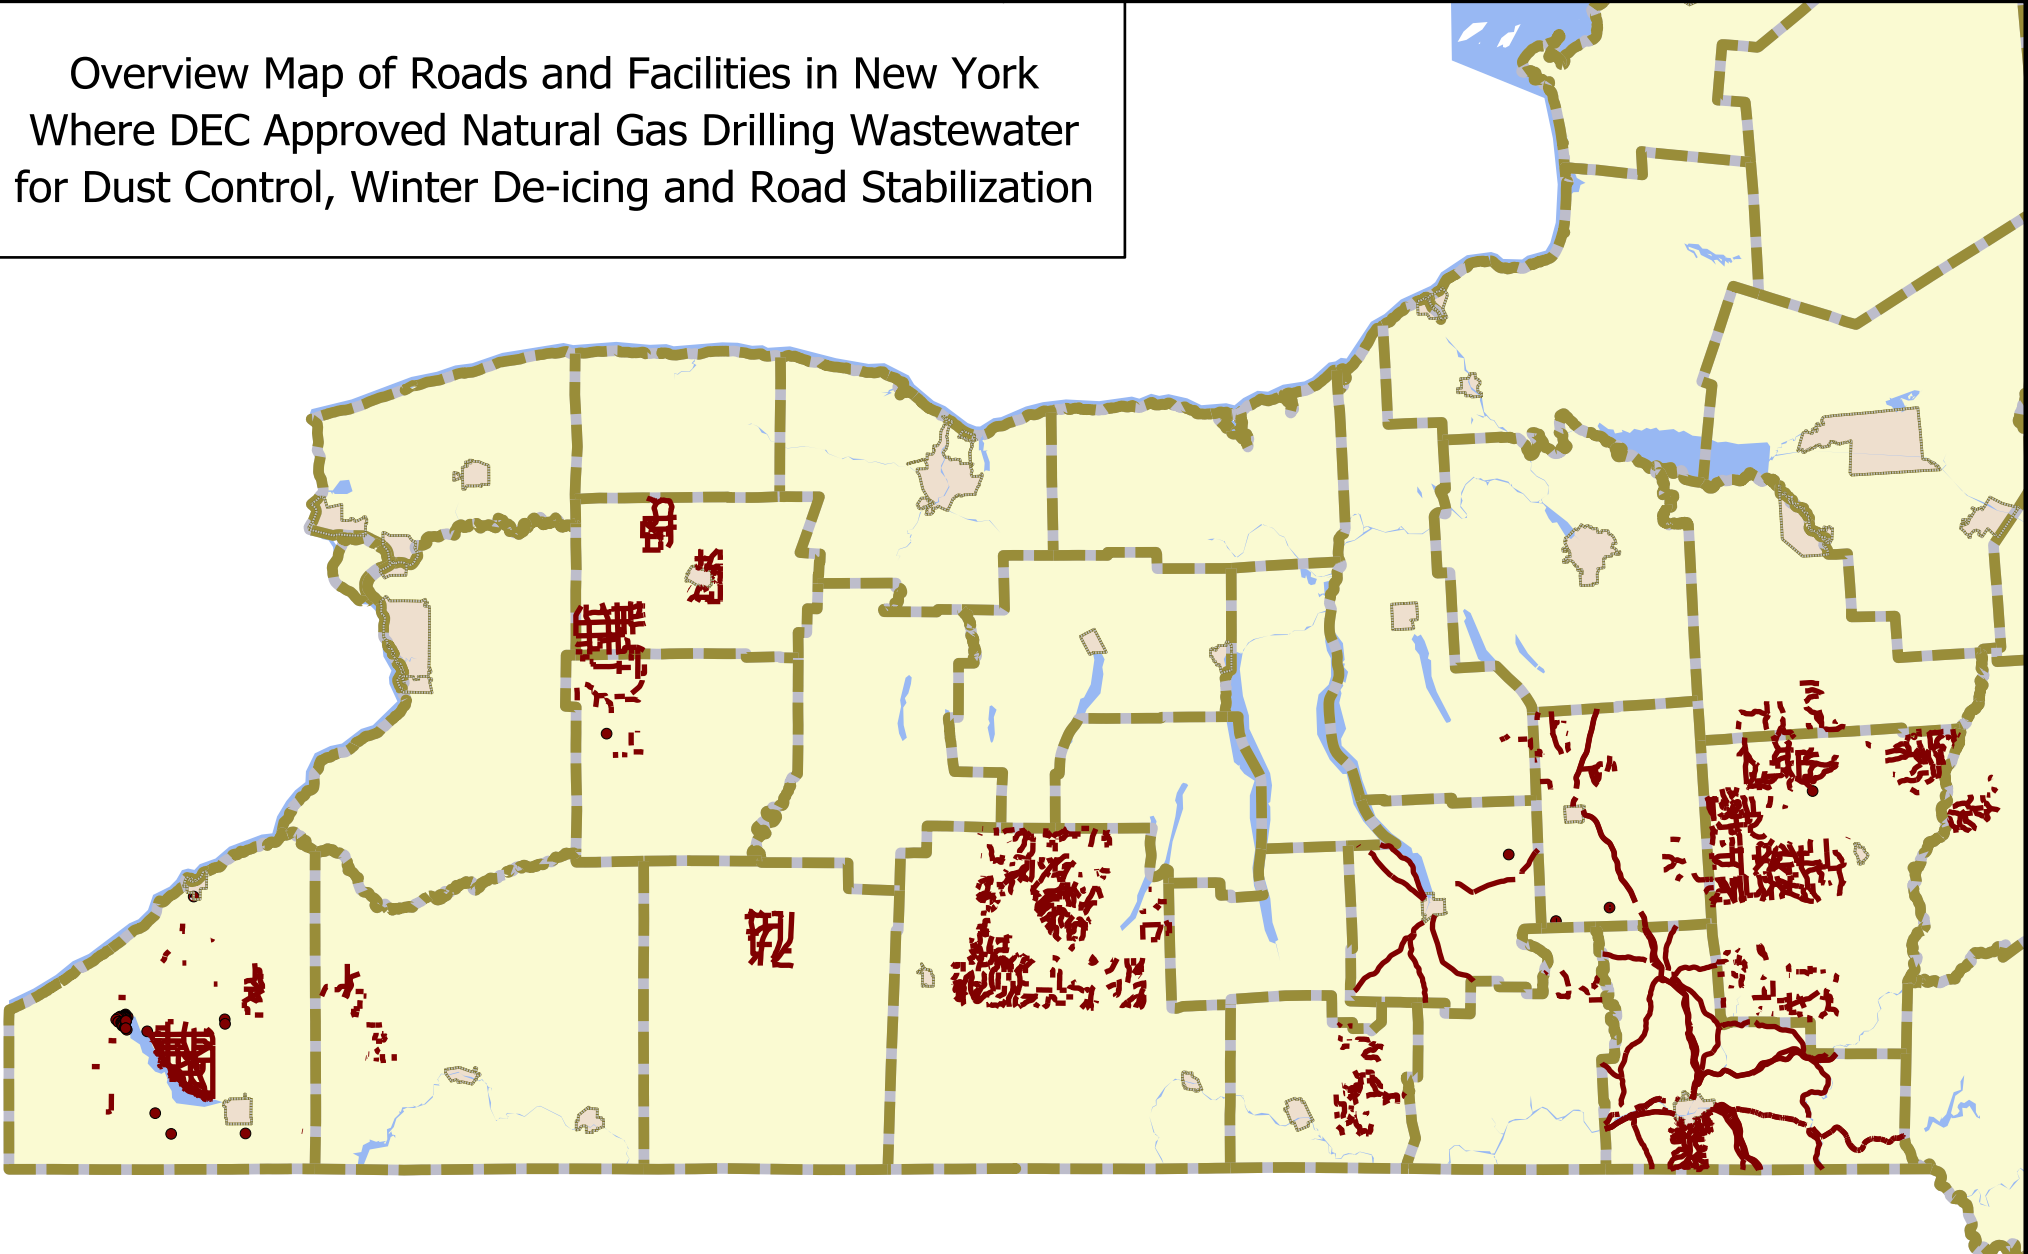 Overview Map of Roads and Facilities in New York
Where DEC Approved Natural Gas Drilling Wastewater
for Dust Control, Winter De-icing and Road Stabilization